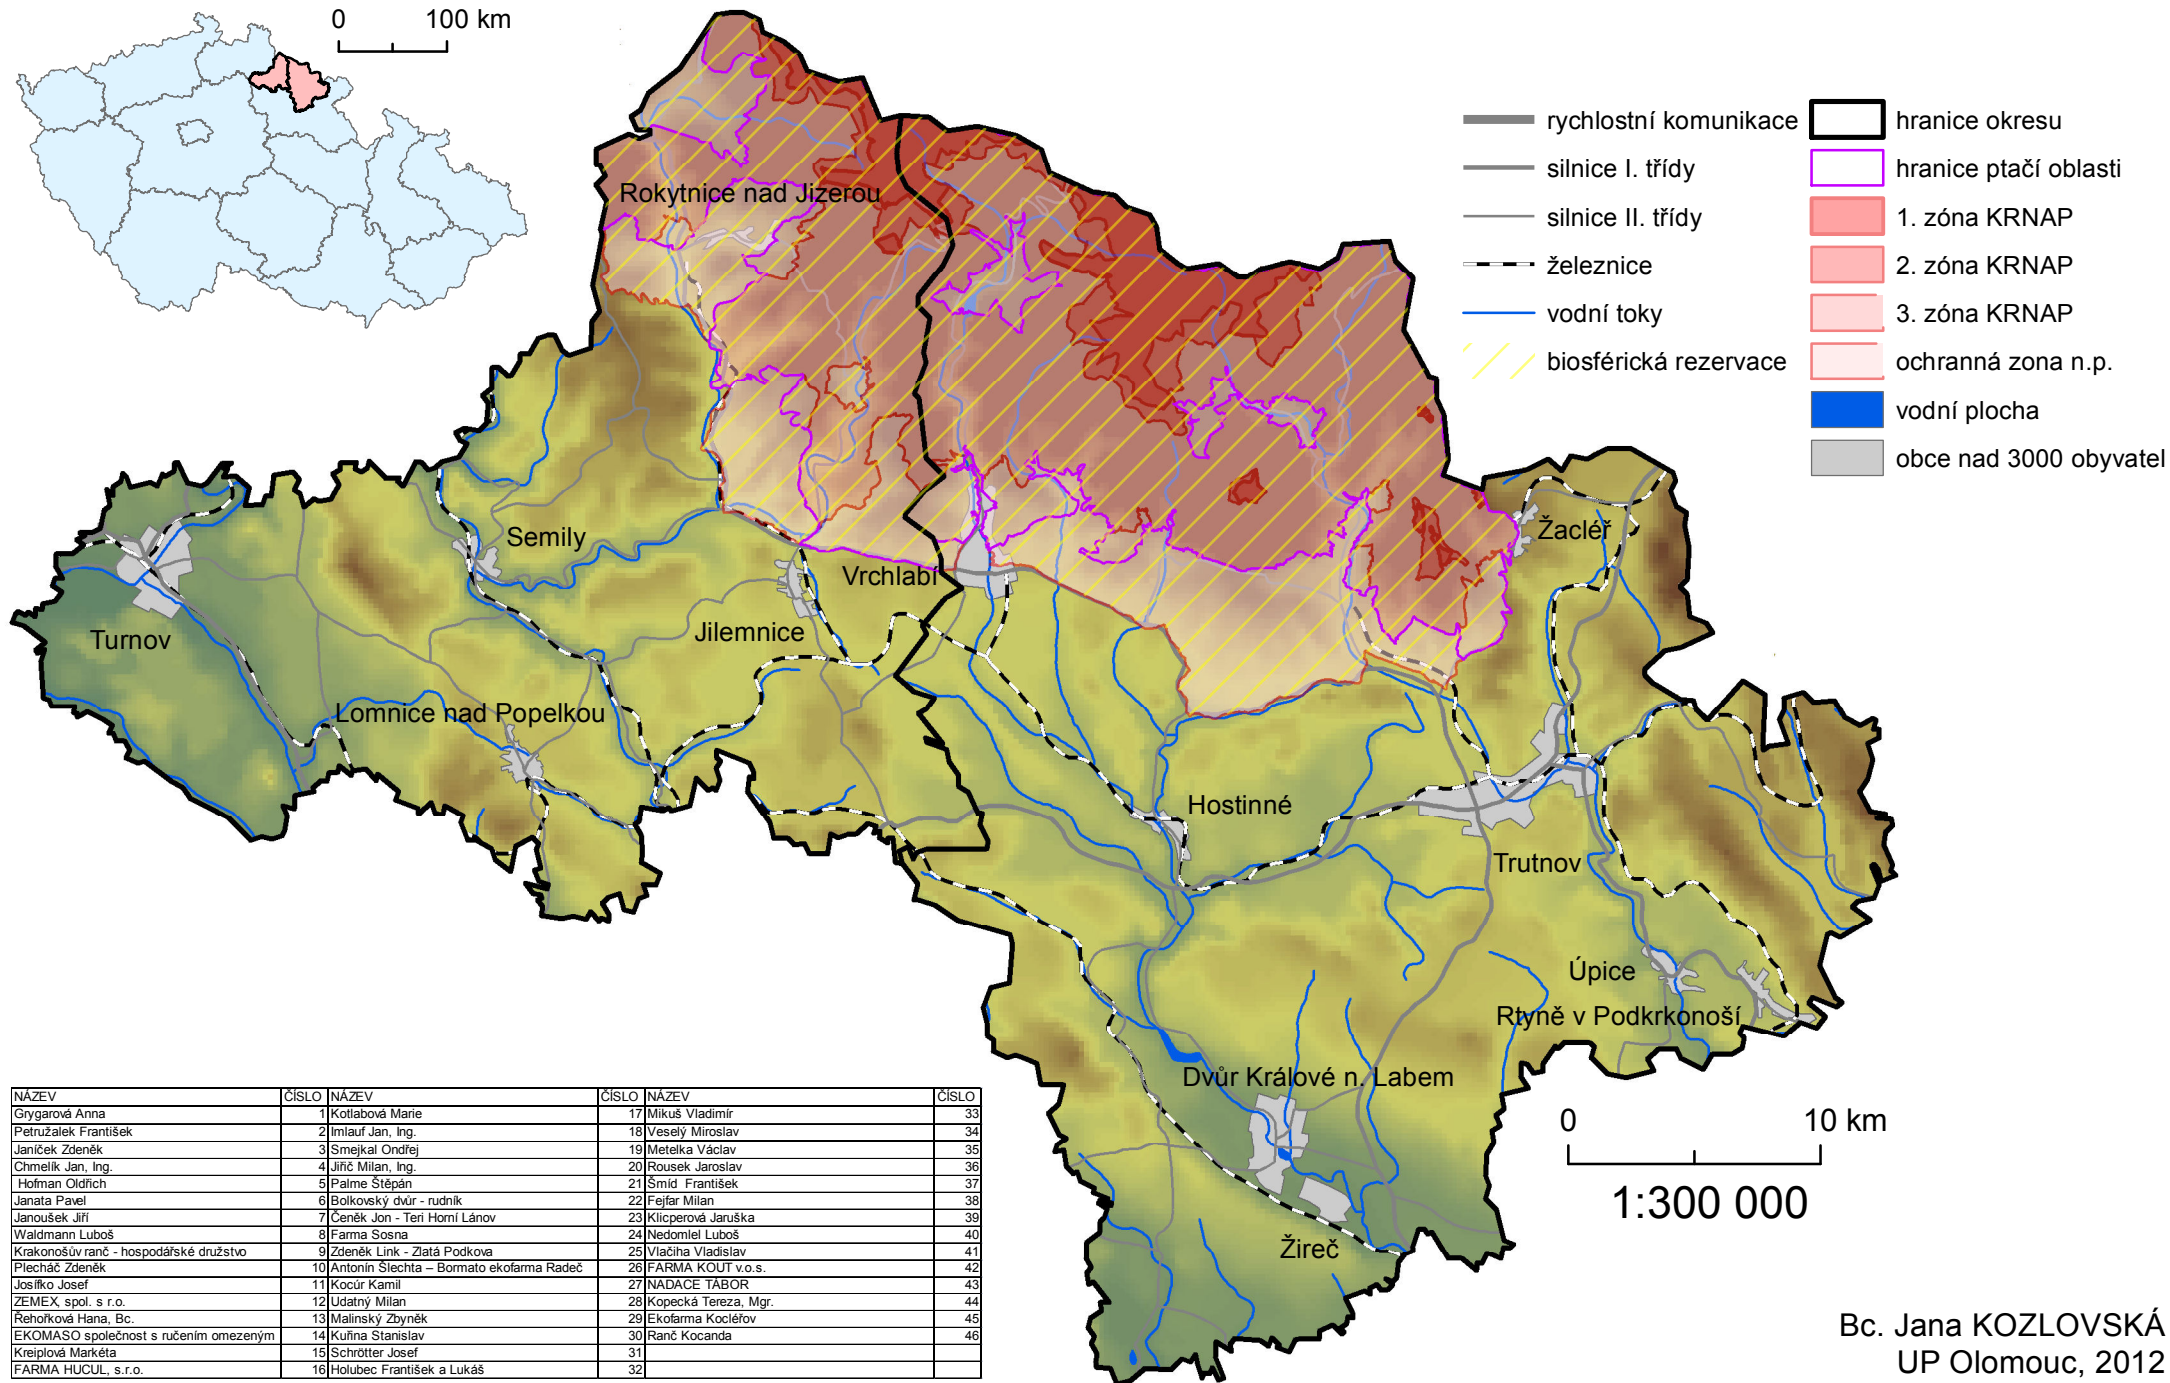 0 100 km
rychlostní komunikace
silnice I. třídy
silnice II. třídy
železnice
vodní toky
biosférická rezervace
hranice okresu
hranice ptačí oblasti
1. zóna KRNAP
2. zóna KRNAP
3. zóna KRNAP
ochranná zona n.p.
vodní plocha
obce nad 3000 obyvatel
Rokytnice nad Jizerou
Semily
Žacléř
Vrchlabí
Turnov
Jilemnice
Lomnice nad Popelkou
Hostinné
Trutnov
Úpice
Rtyně v Podkrkonoší
Dvůr Králové n. Labem
Žireč
0 10 km
1:300 000
NÁZEV ČÍSLO NÁZEV ČÍSLO NÁZEV ČÍSLO
Grygarová Anna 1 Kotlabová Marie 17 Mikuš Vladimír 33
Petružalek František 2 Imlauf Jan, Ing. 18 Veselý Miroslav 34
Janíček Zdeněk 3 Smejkal Ondřej 19 Metelka Václav 35
Chmelík Jan, Ing. 4 Jiřič Milan, Ing. 20 Rousek Jaroslav 36
Hofman Oldřich 5 Palme Štěpán 21 Šmíd František 37
Janata Pavel 6 Bolkovský dvůr - rudník 22 Fejfar Milan 38
Janoušek Jiří 7 Čeněk Jon - Teri Horní Lánov 23 Klicperová Jaruška 39
Waldmann Luboš 8 Farma Sosna 24 Nedomlel Luboš 40
Krakonošův ranč - hospodářské družstvo 9 Zdeněk Link - Zlatá Podkova 25 Vlačiha Vladislav 41
Plecháč Zdeněk 10 Antonín Šlechta – Bormato ekofarma Radeč 26 FARMA KOUT v.o.s. 42
Josífko Josef 11 Kocúr Kamil 27 NADACE TÁBOR 43
ZEMEX, spol. s r.o. 12 Udatný Milan 28 Kopecká Tereza, Mgr. 44
Řehořková Hana, Bc. 13 Malinský Zbyněk 29 Ekofarma Kocléřov 45
EKOMASO společnost s ručením omezeným 14 Kuřina Stanislav 30 Ranč Kocanda 46
Kreiplová Markéta 15 Schrötter Josef 31
FARMA HUCUL, s.r.o. 16 Holubec František a Lukáš 32
Bc. Jana KOZLOVSKÁ
UP Olomouc, 2012